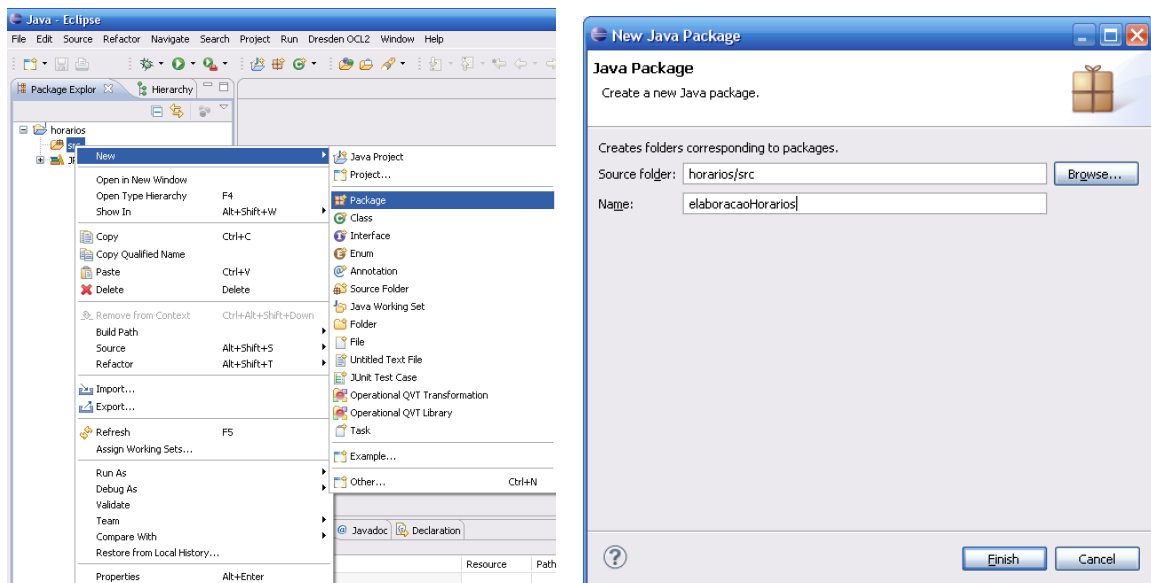 Java - Eclipse
File Edit Source Refactor Navigate Search Project Run Dresden OCL2 Window Help
Package Explor Hierarchy
horarios
src
New
Open in New Window
Open Type Hierarchy F4
Show In Alt+Shift+W
Copy Ctrl+C
Copy Qualified Name
Paste Ctrl+V
Delete Delete
Remove from Context Ctrl+Alt+Shift+Down
Build Path
Source Alt+Shift+S
Refactor Alt+Shift+T
Import...
Export...
Refresh F5
Assign Working Sets...
Run As
Debug As
Validate
Team
Compare With
Restore from Local History...
Properties Alt+Enter
Java Project
Project...
Package
Class
Interface
Enum
Annotation
Source Folder
Java Working Set
Folder
File
Untitled Text File
JUnit Test Case
Operational QVT Transformation
Operational QVT Library
Task
Example...
Other... Ctrl+N
@ Javadoc Declaration
Resource Path
New Java Package
Java Package
Create a new Java package.
Creates folders corresponding to packages.
Source folder: horarios/src Browse...
Name: elaboracaoHorarios
? Finish Cancel